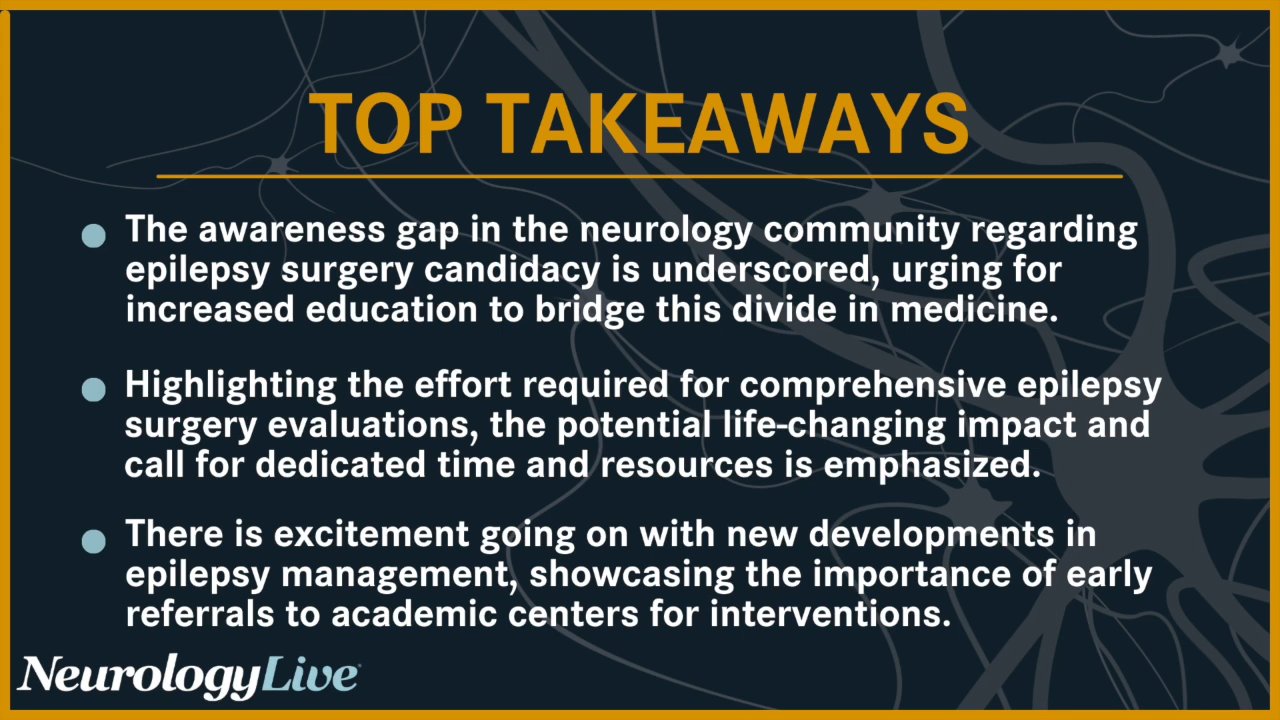 TOP TAKEAWAYS
The awareness gap in the neurology community regarding
epilepsy surgery candidacy is underscored, urging for
increased education to bridge this divide in medicine.
Highlighting the effort required for comprehensive epilepsy
surgery evaluations, the potential life-changing impact and
call for dedicated time and resources is emphasized.
There is excitement going on with new developments in
epilepsy management, showcasing the importance of early
referrals to academic centers for interventions.
NeurologyLive